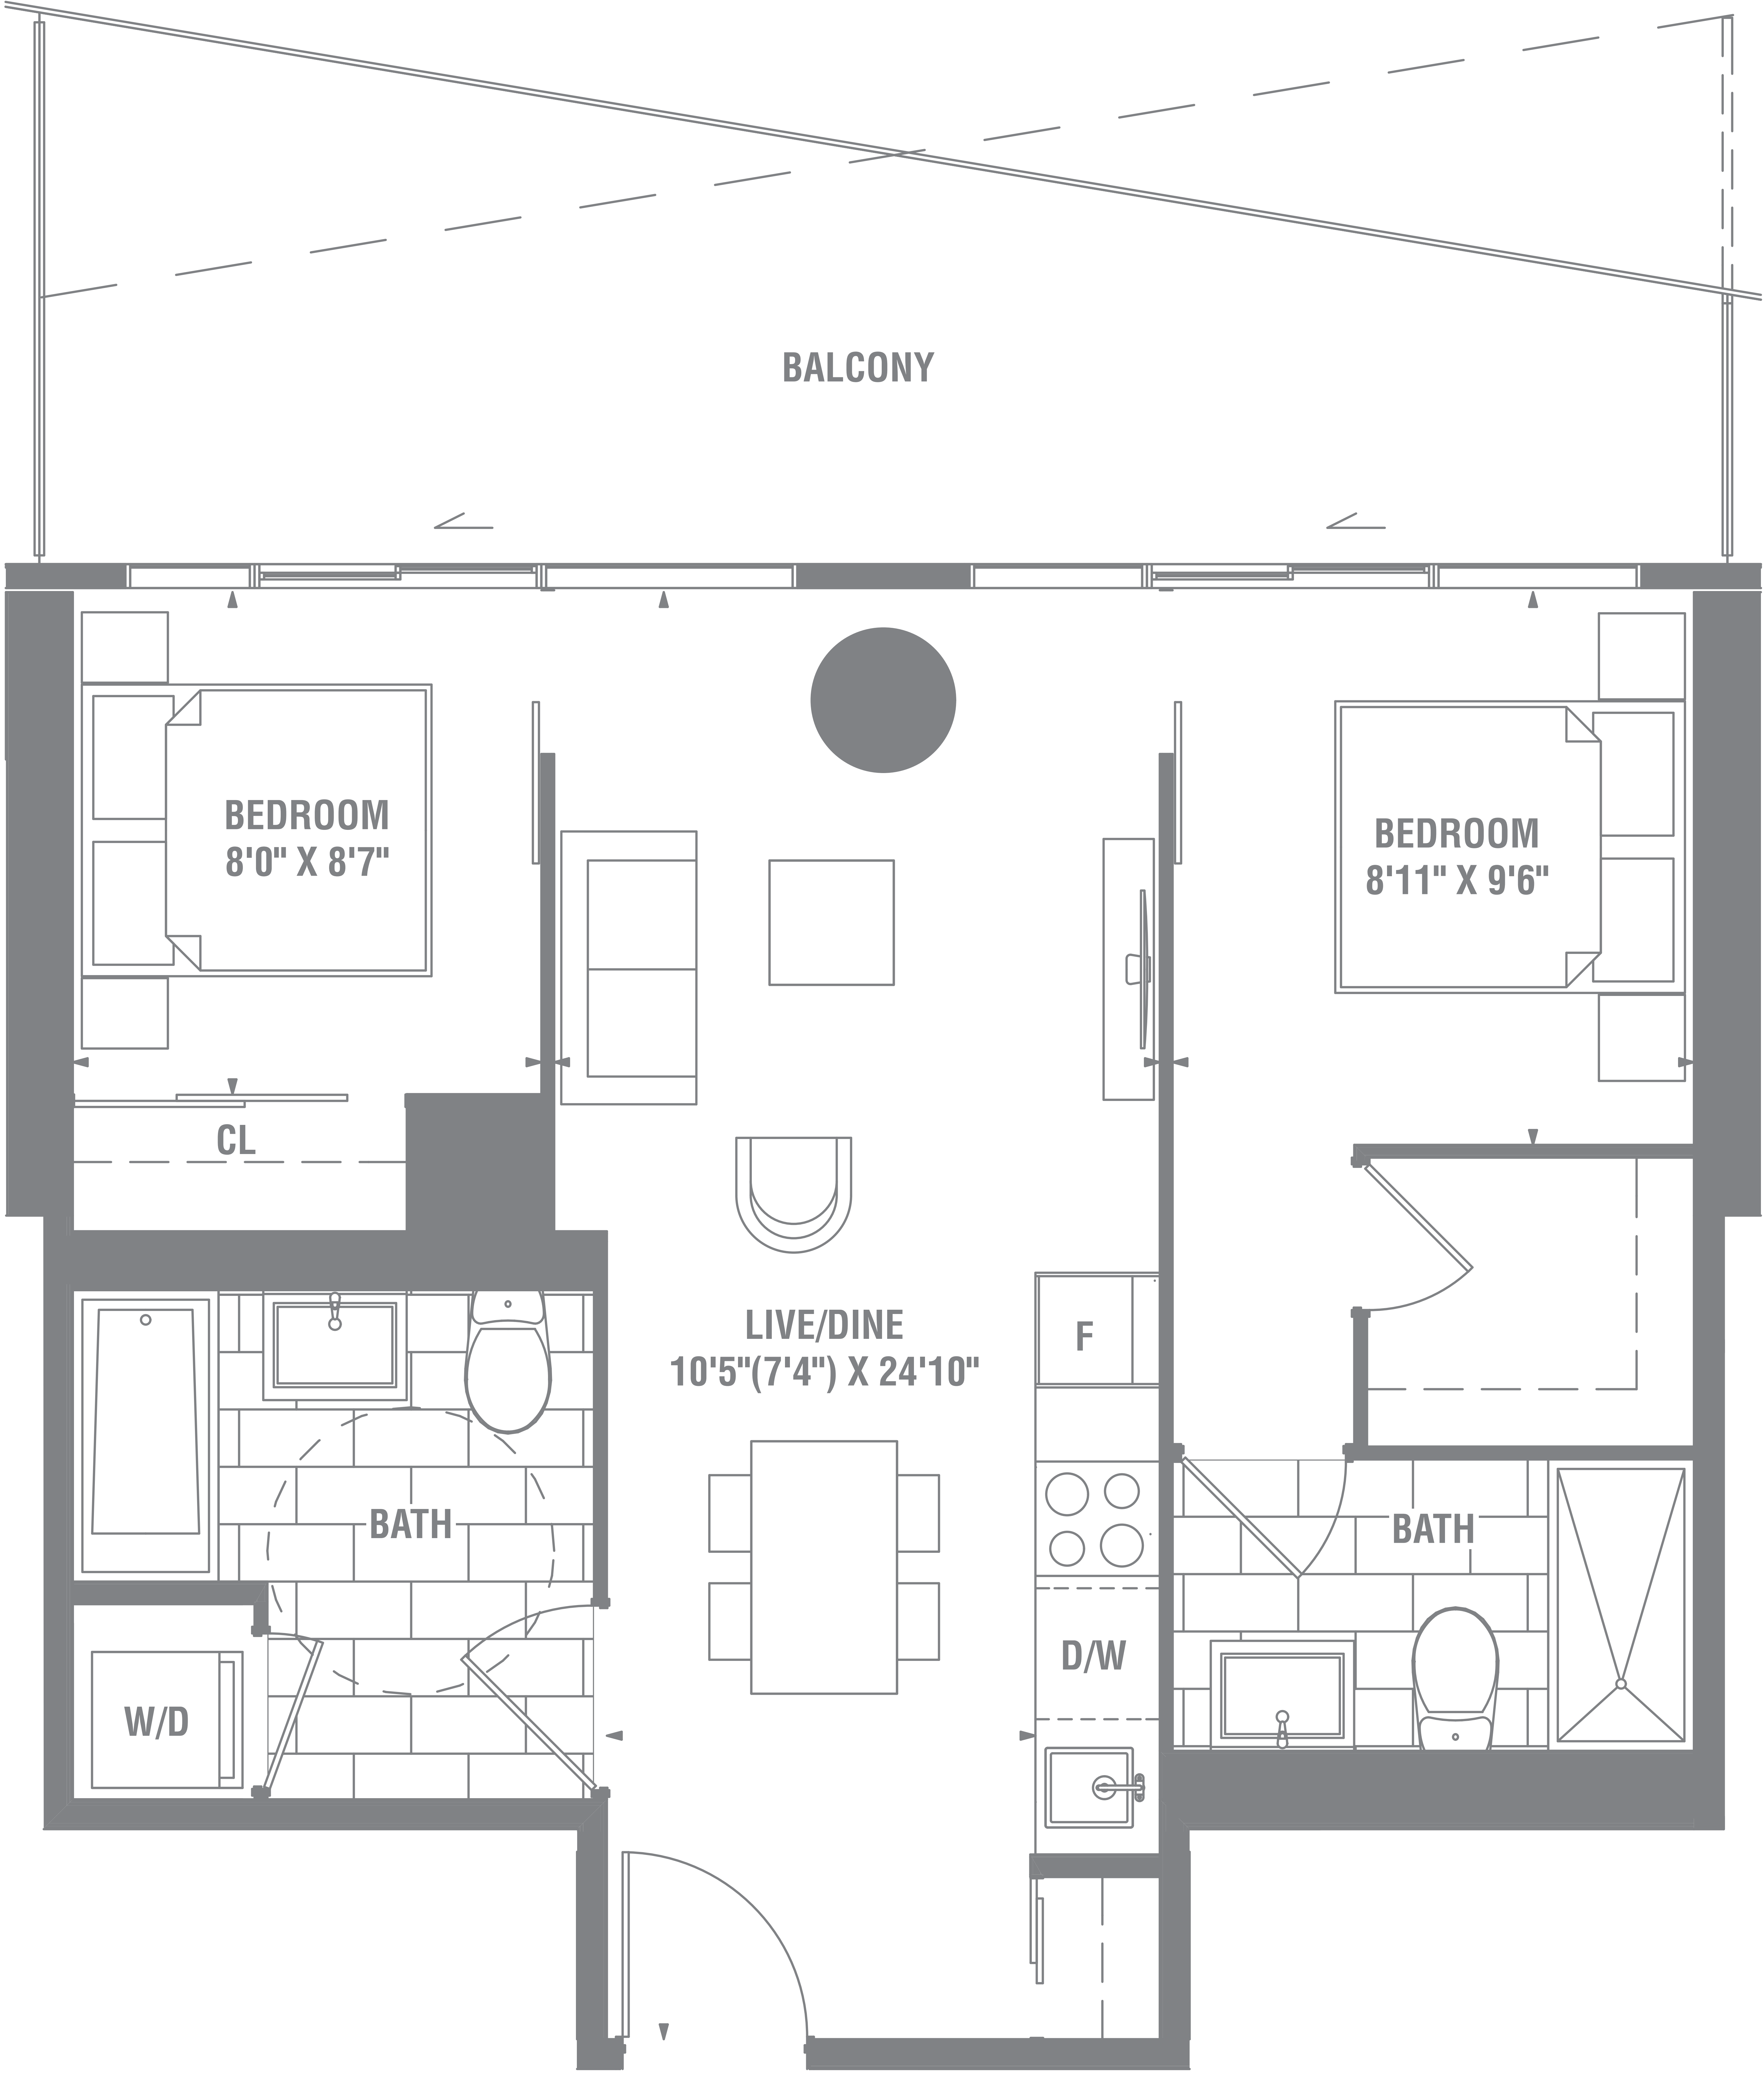 BALCONY
BEDROOM
8'0" X 8'7"
BEDROOM
8'11" X 9'6"
CL
LIVE/DINE
10'5"(7'4") X 24'10"
F
BATH
BATH
D/W
W/D